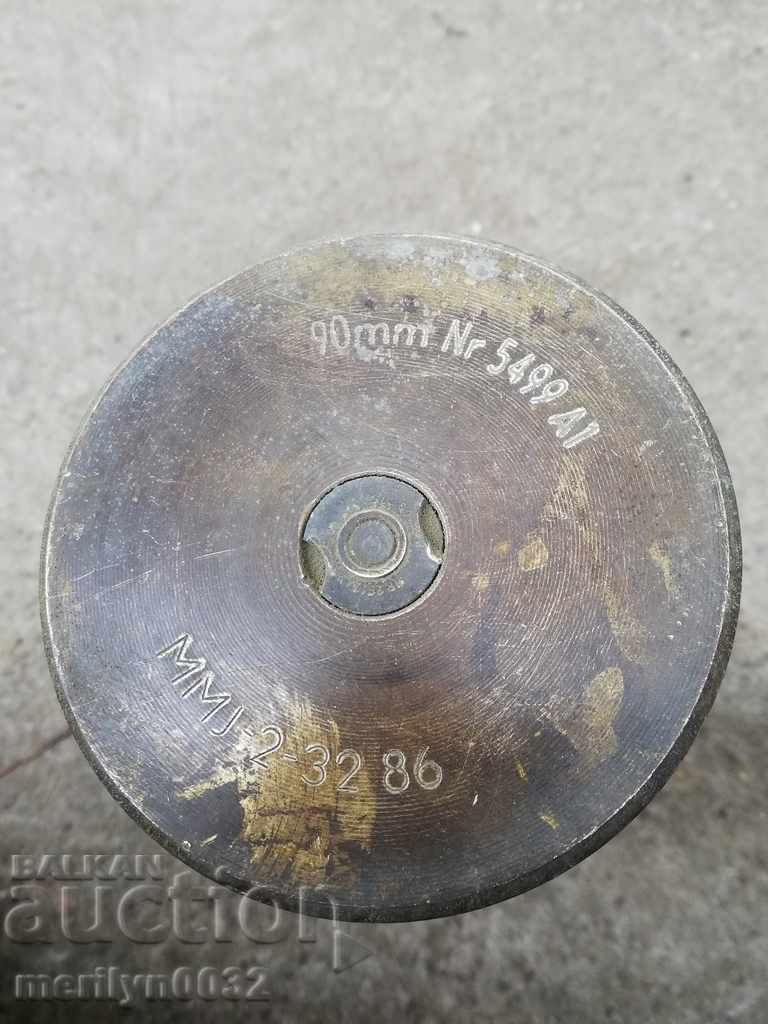 90mm Nr 5499 A1
MMJ-2-32 86
BALKAN
auction
merilyn0032